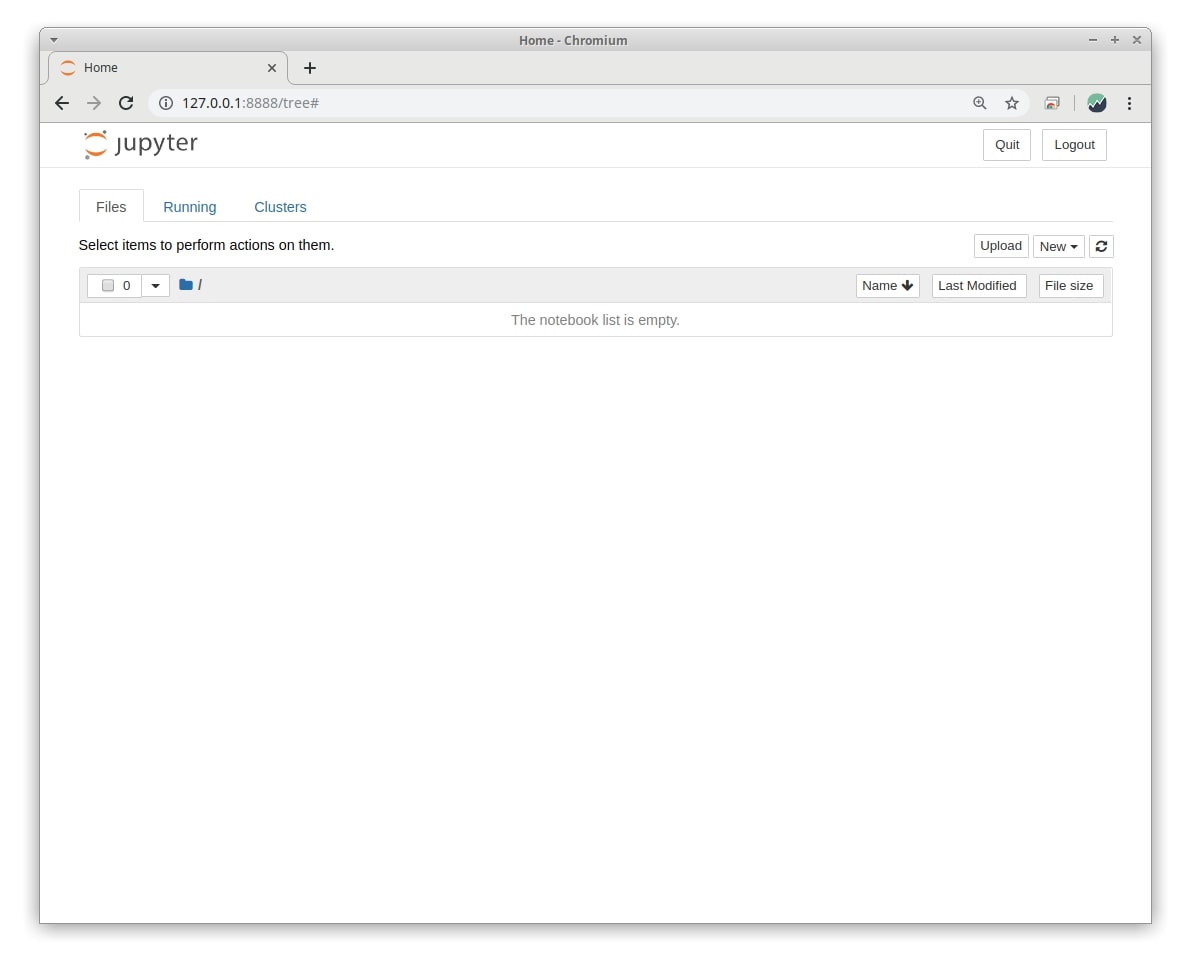 Home - Chromium
Home
127.0.0.1:8888/tree#
jupyter Quit Logout
Files Running Clusters
Select items to perform actions on them. Upload New
0 / Name Last Modified File size
The notebook list is empty.